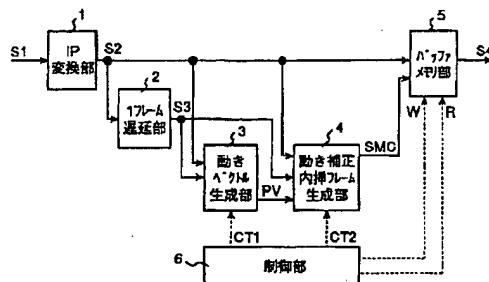 1
S1
IP
変換部
S2
2
1フレーム
遅延部
S3
3
動き
ベクトル
生成部
PV
4
動き補正
内挿フレーム
生成部
SMC
5
バッファ
メモリ部
S4
W
R
CT1
CT2
6
制御部